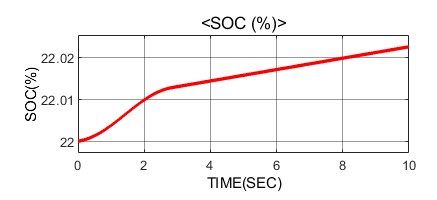 <SOC (%)>
SOC(%)
22.02
22.01
22
0 2 4 6 8 10
TIME(SEC)